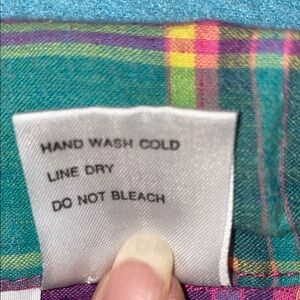 HAND WASH COLD
LINE DRY
DO NOT BLEACH